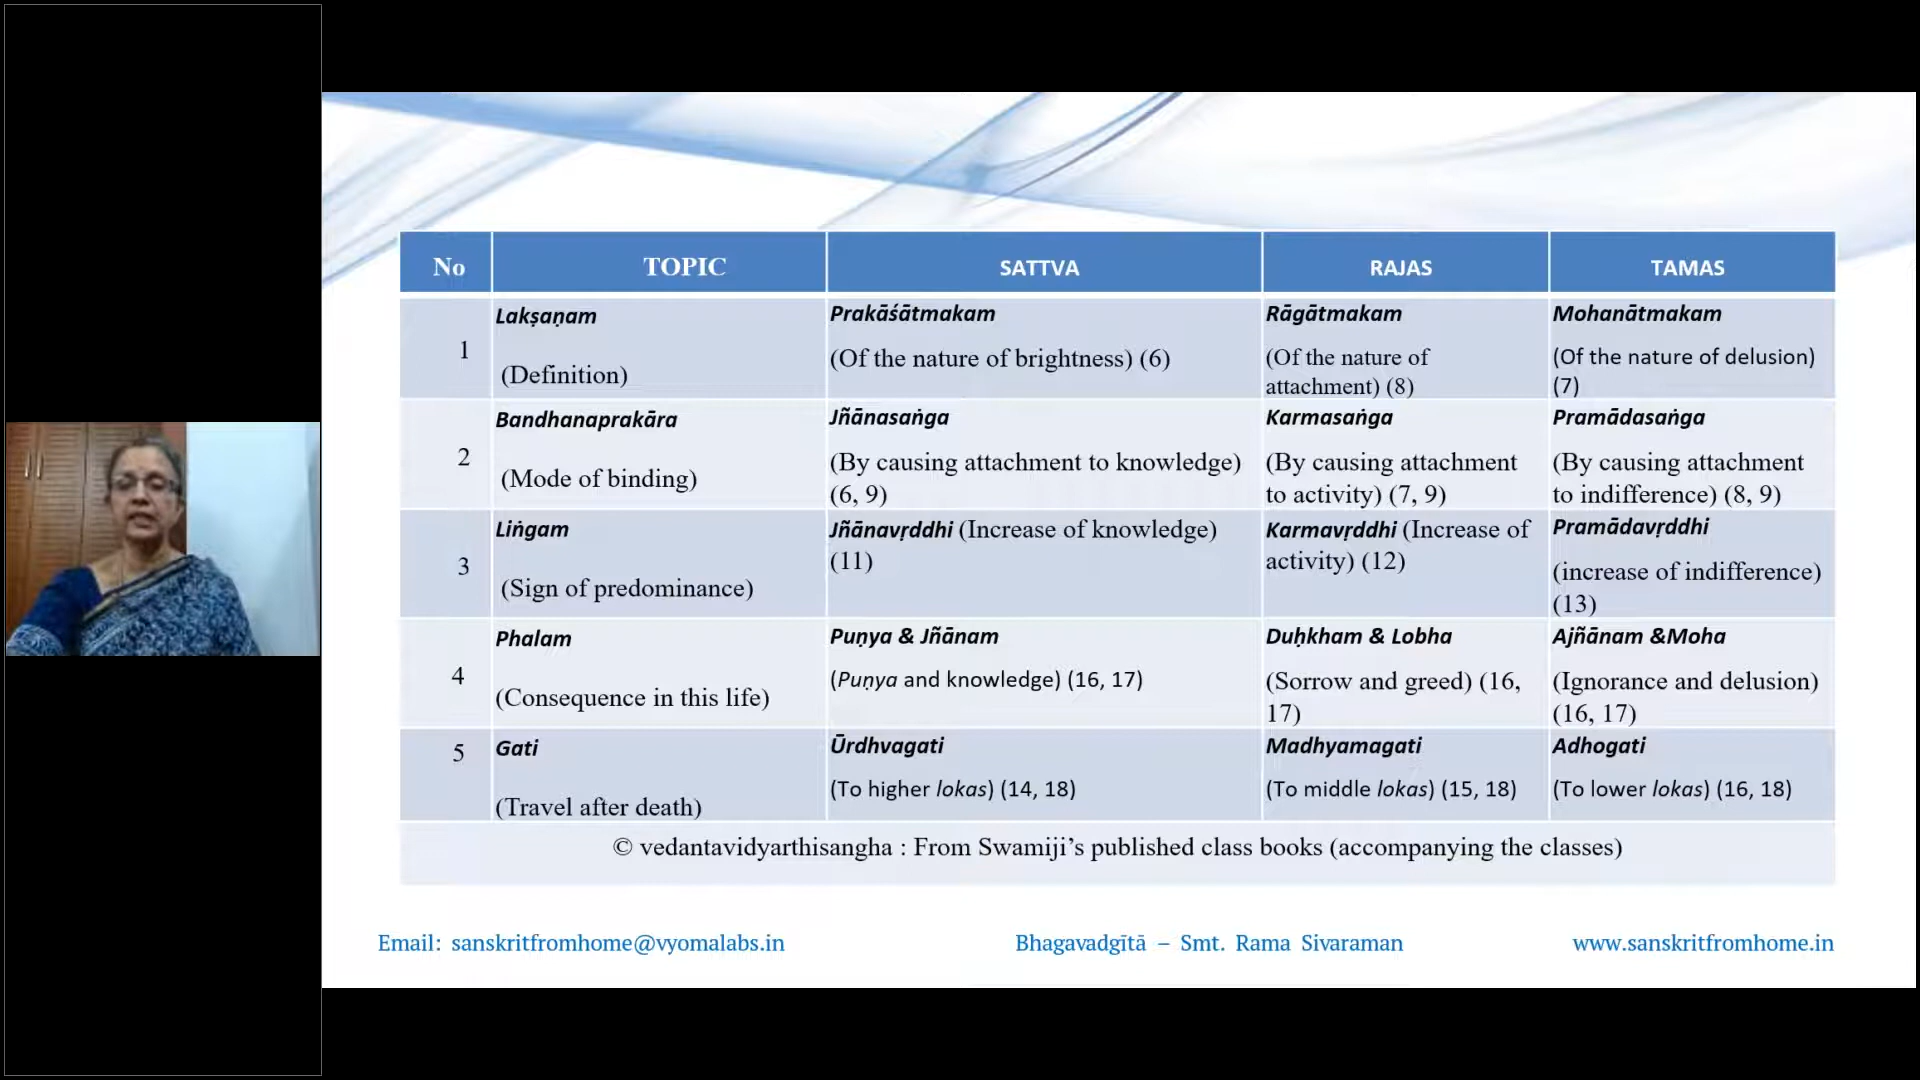 No TOPIC SATTVA RAJAS TAMAS
1
Lakṣaṇam
(Definition)
Prakāśātmakam
(Of the nature of brightness) (6)
Rāgātmakam
(Of the nature of
attachment) (8)
Mohanātmakam
(Of the nature of delusion)
(7)
2
Bandhanaprakāra
(Mode of binding)
Jñānasaṅga
(By causing attachment to knowledge)
(6, 9)
Karmasaṅga
(By causing attachment
to activity) (7, 9)
Pramādasaṅga
(By causing attachment
to indifference) (8, 9)
3
Liṅgam
(Sign of predominance)
Jñānavṛddhi (Increase of knowledge)
(11)
Karmavṛddhi (Increase of
activity) (12)
Pramādavṛddhi
(increase of indifference)
(13)
4
Phalam
(Consequence in this life)
Puṇya & Jñānam
(Puṇya and knowledge) (16, 17)
Duḥkham & Lobha
(Sorrow and greed) (16,
17)
Ajñānam &Moha
(Ignorance and delusion)
(16, 17)
5
Gati
(Travel after death)
Ūrdhvagati
(To higher lokas) (14, 18)
Madhyamagati
(To middle lokas) (15, 18)
Adhogati
(To lower lokas) (16, 18)
© vedantavidyarthisangha : From Swamiji’s published class books (accompanying the classes)
Email: sanskritfromhome@vyomalabs.in
Bhagavadgītā – Smt. Rama Sivaraman
www.sanskritfromhome.in